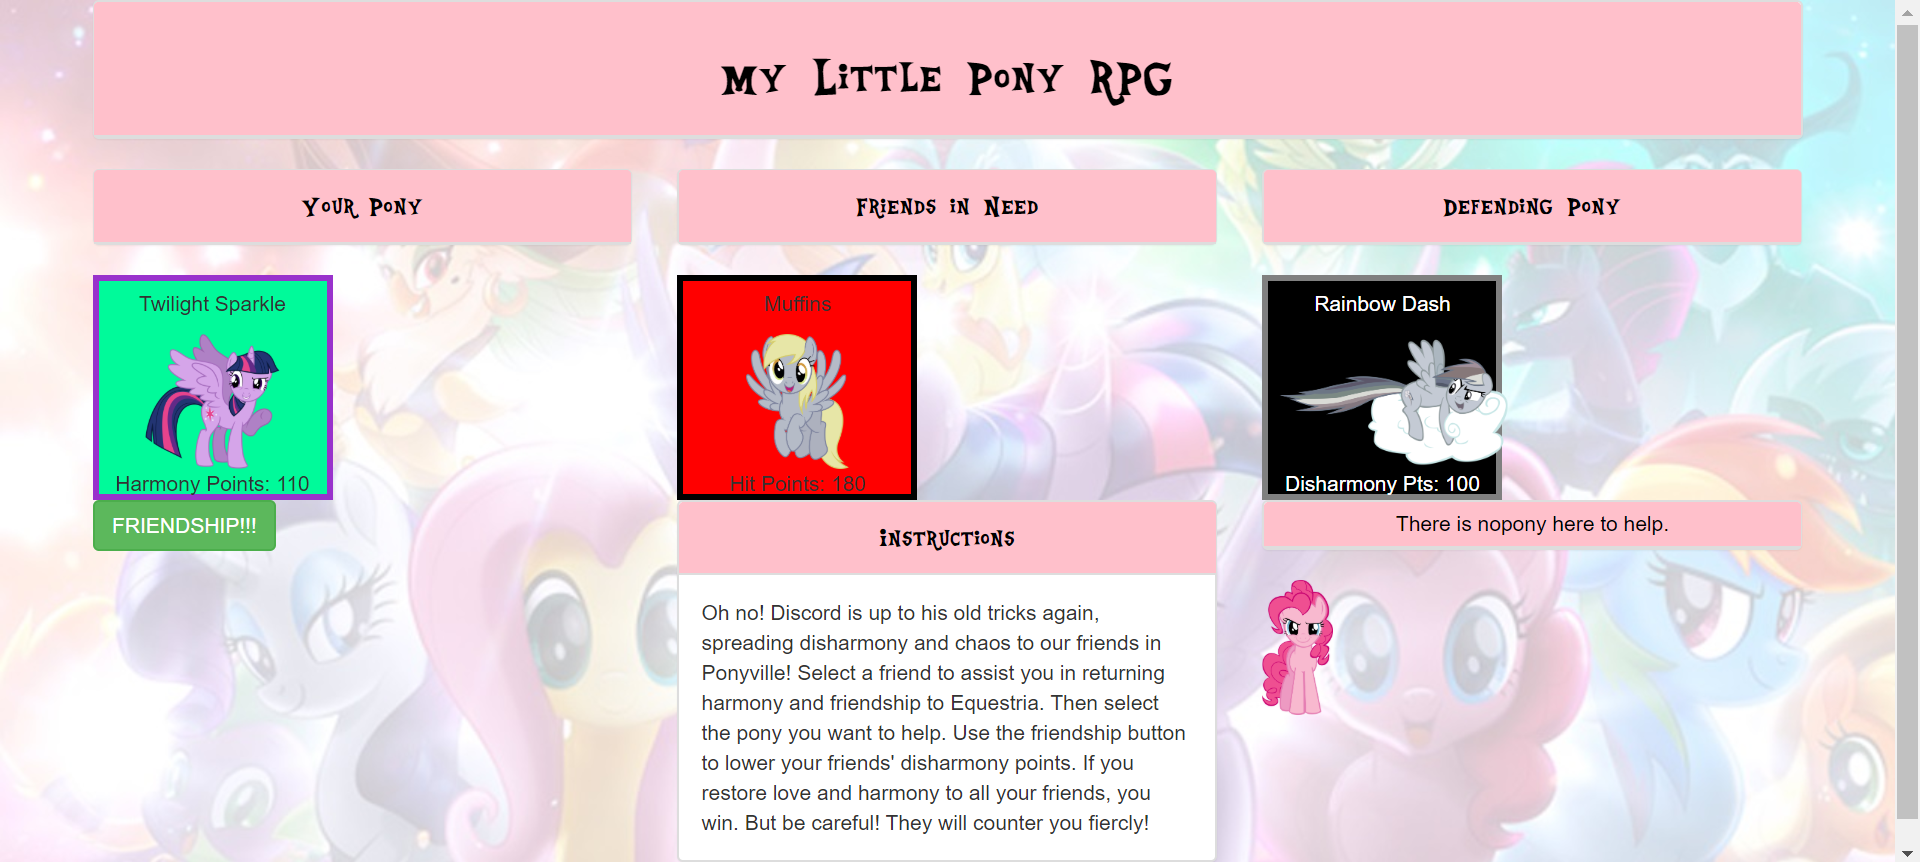 My Little Pony RPG
Your Pony
Friends in Need
Defending Pony
Twilight Sparkle
Harmony Points: 110
FRIENDSHIP!!!
Muffins
Hit Points: 180
Rainbow Dash
Disharmony Pts: 100
There is nopony here to help.
Instructions
Oh no! Discord is up to his old tricks again,
spreading disharmony and chaos to our friends in
Ponyville! Select a friend to assist you in returning
harmony and friendship to Equestria. Then select
the pony you want to help. Use the friendship button
to lower your friends' disharmony points. If you
restore love and harmony to all your friends, you
win. But be careful! They will counter you fiercly!